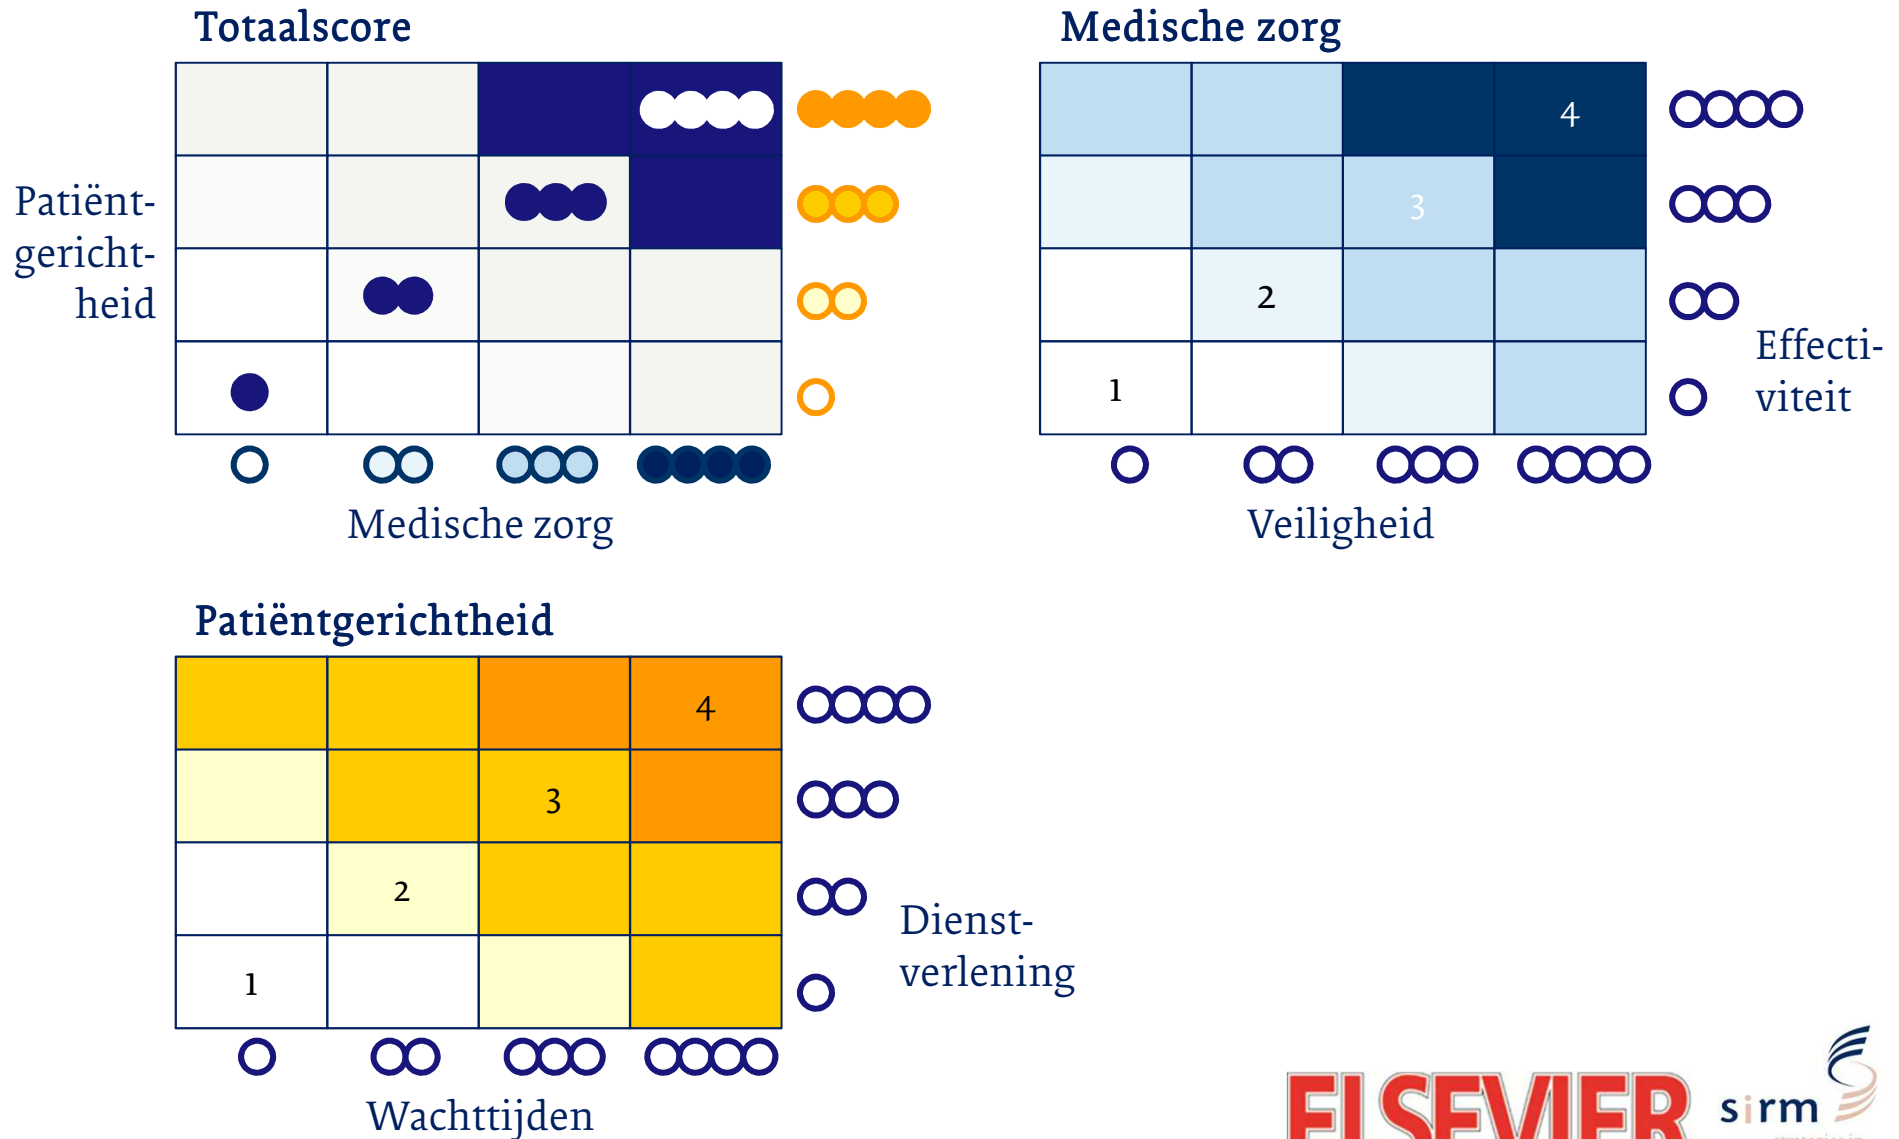 Totaalscore
Patiënt-
gericht-
heid
Medische zorg
Medische zorg
4
3
2
1
Effecti-
viteit
Veiligheid
Patiëntgerichtheid
4
3
2
1
Dienst-
verlening
Wachttijden
ELSEVIER
sirm